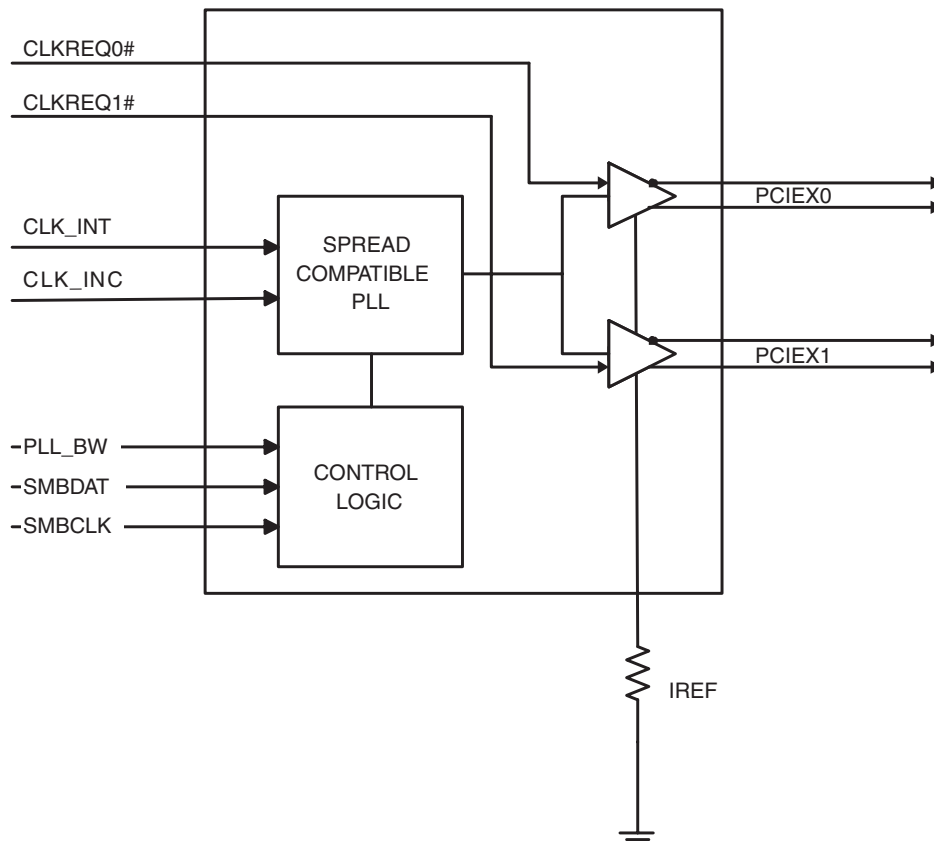 CLKREQ0#
CLKREQ1#
CLK_INT
CLK_INC
SPREAD
COMPATIBLE
PLL
PCIEX0
PCIEX1
PLL_BW
SMBDAT
SMBCLK
CONTROL
LOGIC
IREF